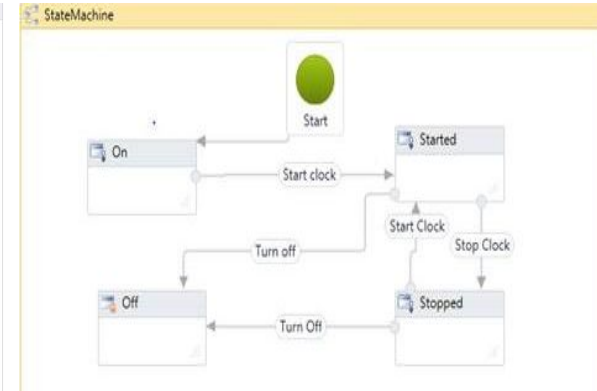 StateMachine
Start
On
Started
Start clock
Start Clock
Stop Clock
Turn off
Off
Turn Off
Stopped